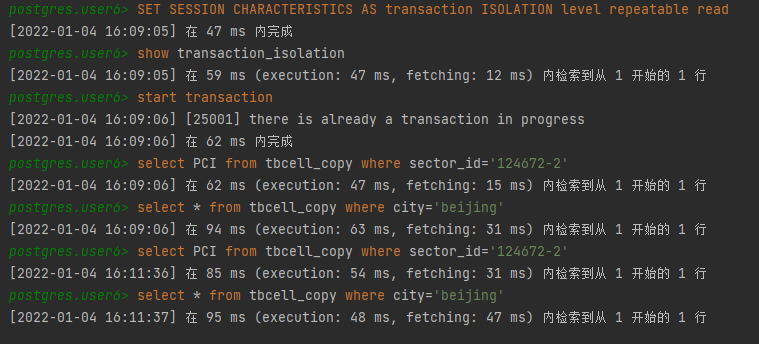 postgres.user6> SET SESSION CHARACTERISTICS AS transaction ISOLATION level repeatable read
[2022-01-04 16:09:05] 在 47 ms 内完成
postgres.user6> show transaction_isolation
[2022-01-04 16:09:05] 在 59 ms (execution: 47 ms, fetching: 12 ms) 内检索到从 1 开始的 1 行
postgres.user6> start transaction
[2022-01-04 16:09:06] [25001] there is already a transaction in progress
[2022-01-04 16:09:06] 在 62 ms 内完成
postgres.user6> select PCI from tbcell_copy where sector_id='124672-2'
[2022-01-04 16:09:06] 在 62 ms (execution: 47 ms, fetching: 15 ms) 内检索到从 1 开始的 1 行
postgres.user6> select * from tbcell_copy where city='beijing'
[2022-01-04 16:09:06] 在 94 ms (execution: 63 ms, fetching: 31 ms) 内检索到从 1 开始的 1 行
postgres.user6> select PCI from tbcell_copy where sector_id='124672-2'
[2022-01-04 16:11:36] 在 85 ms (execution: 54 ms, fetching: 31 ms) 内检索到从 1 开始的 1 行
postgres.user6> select * from tbcell_copy where city='beijing'
[2022-01-04 16:11:37] 在 95 ms (execution: 48 ms, fetching: 47 ms) 内检索到从 1 开始的 1 行